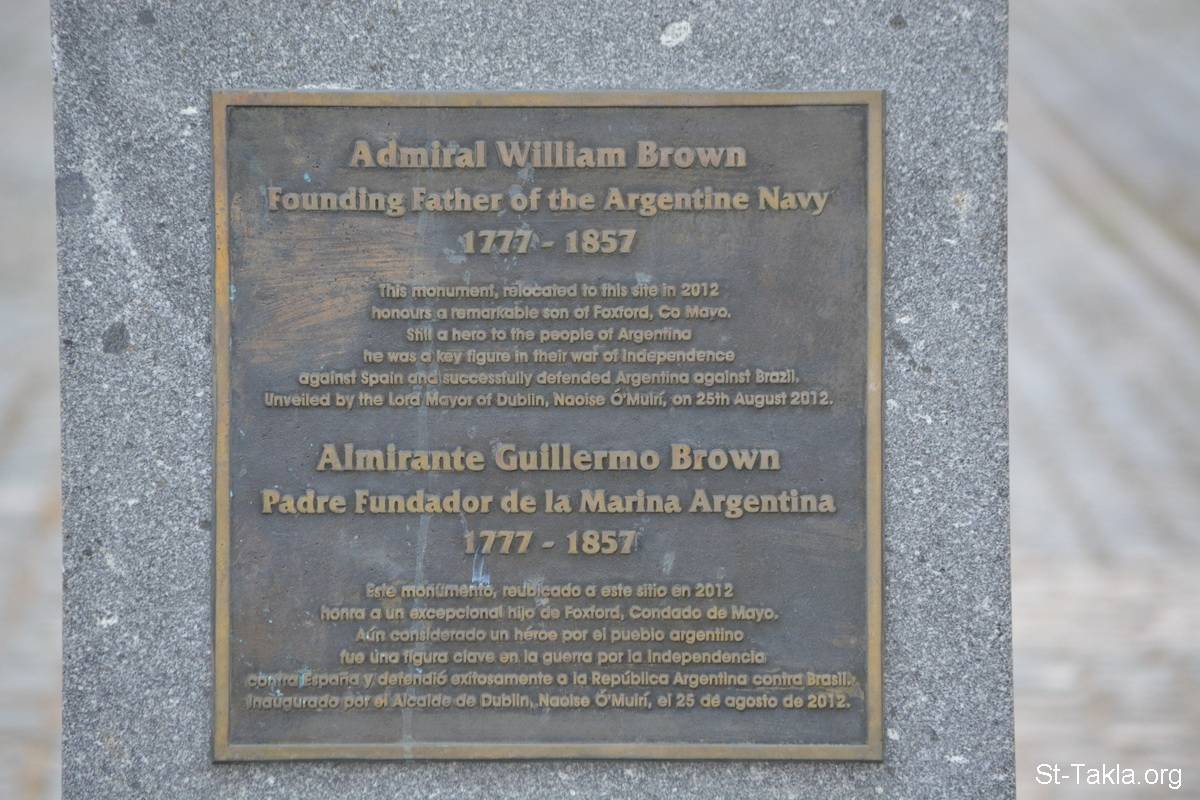 Admiral William Brown
Founding Father of the Argentine Navy
1777 - 1857
This monument, relocated to this site in 2012
honours a remarkable son of Foxford, Co Mayo.
Still a hero to the people of Argentina
he was a key figure in their war of Independence
against Spain and successfully defended Argentina against Brazil.
Unveiled by the Lord Mayor of Dublin, Naoise Ó'Muirí, on 25th August 2012.
Almirante Guillermo Brown
Padre Fundador de la Marina Argentina
1777 - 1857
Este monumento, reubicado a este sitio en 2012
honra a un excepcional hijo de Foxford, Condado de Mayo.
Aún considerado un héroe por el pueblo argentino
fue una figura clave en la guerra por la Independencia
contra España y defendió exitosamente a la República Argentina contra Brasil.
Inaugurado por el Alcalde de Dublin, Naoise Ó'Muirí, el 25 de agosto de 2012.
St-Takla.org